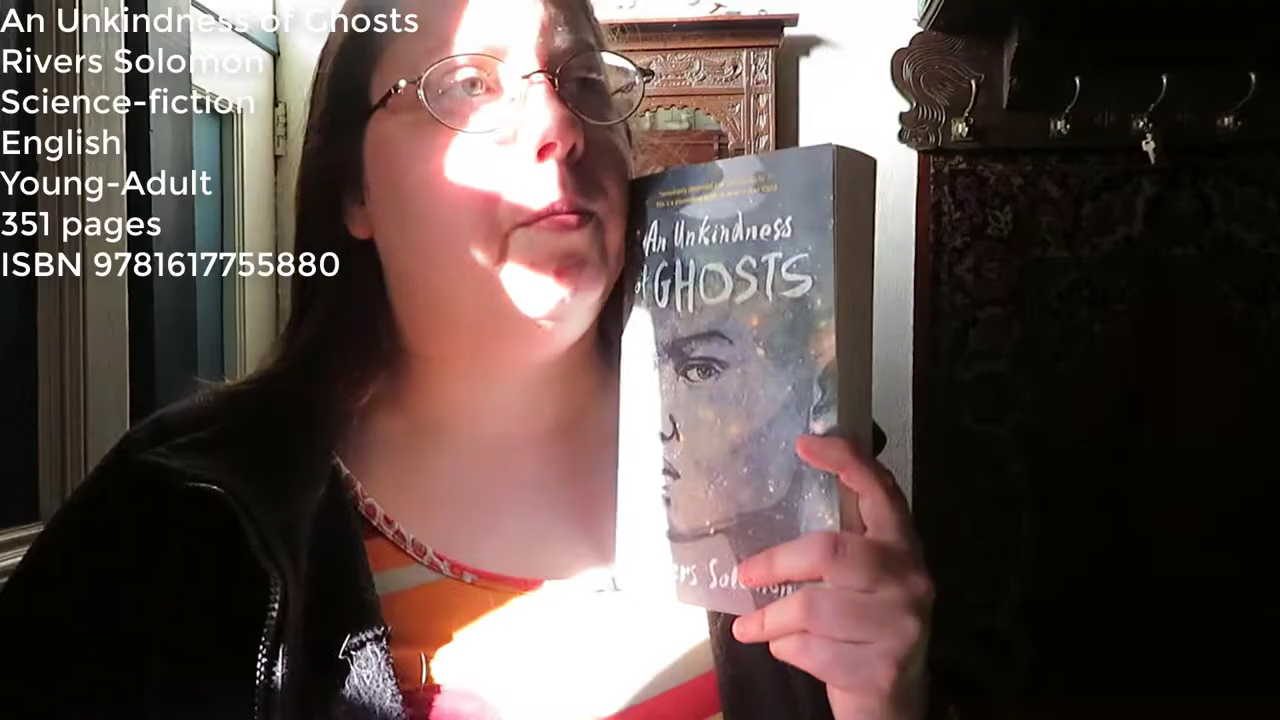 An Unkindness of Ghosts
Rivers Solomon
Science-fiction
English
Young-Adult
351 pages
ISBN 9781617755880
An Unkindness
of GHOSTS